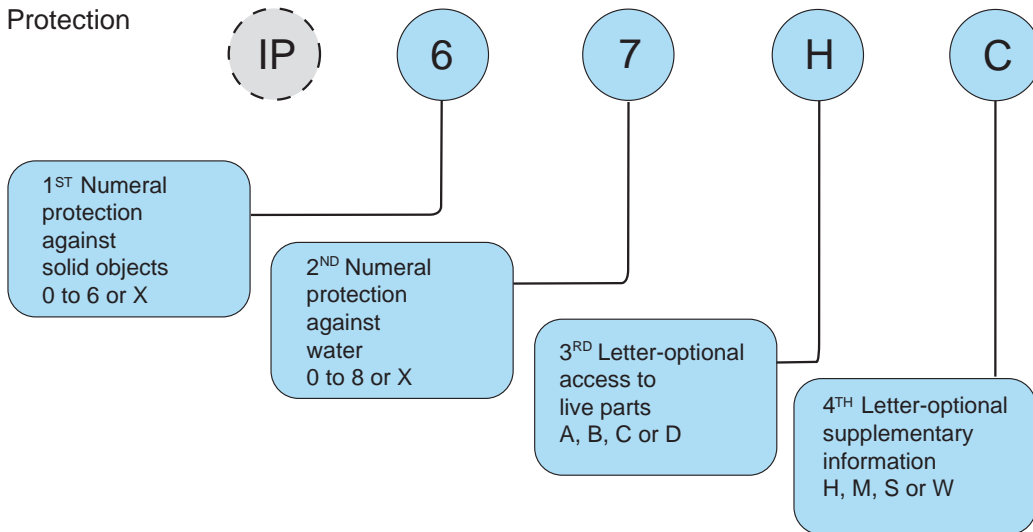 Protection
IP
6
7
H
C
1ST Numeral
protection
against
solid objects
0 to 6 or X
2ND Numeral
protection
against
water
0 to 8 or X
3RD Letter-optional
access to
live parts
A, B, C or D
4TH Letter-optional
supplementary
information
H, M, S or W